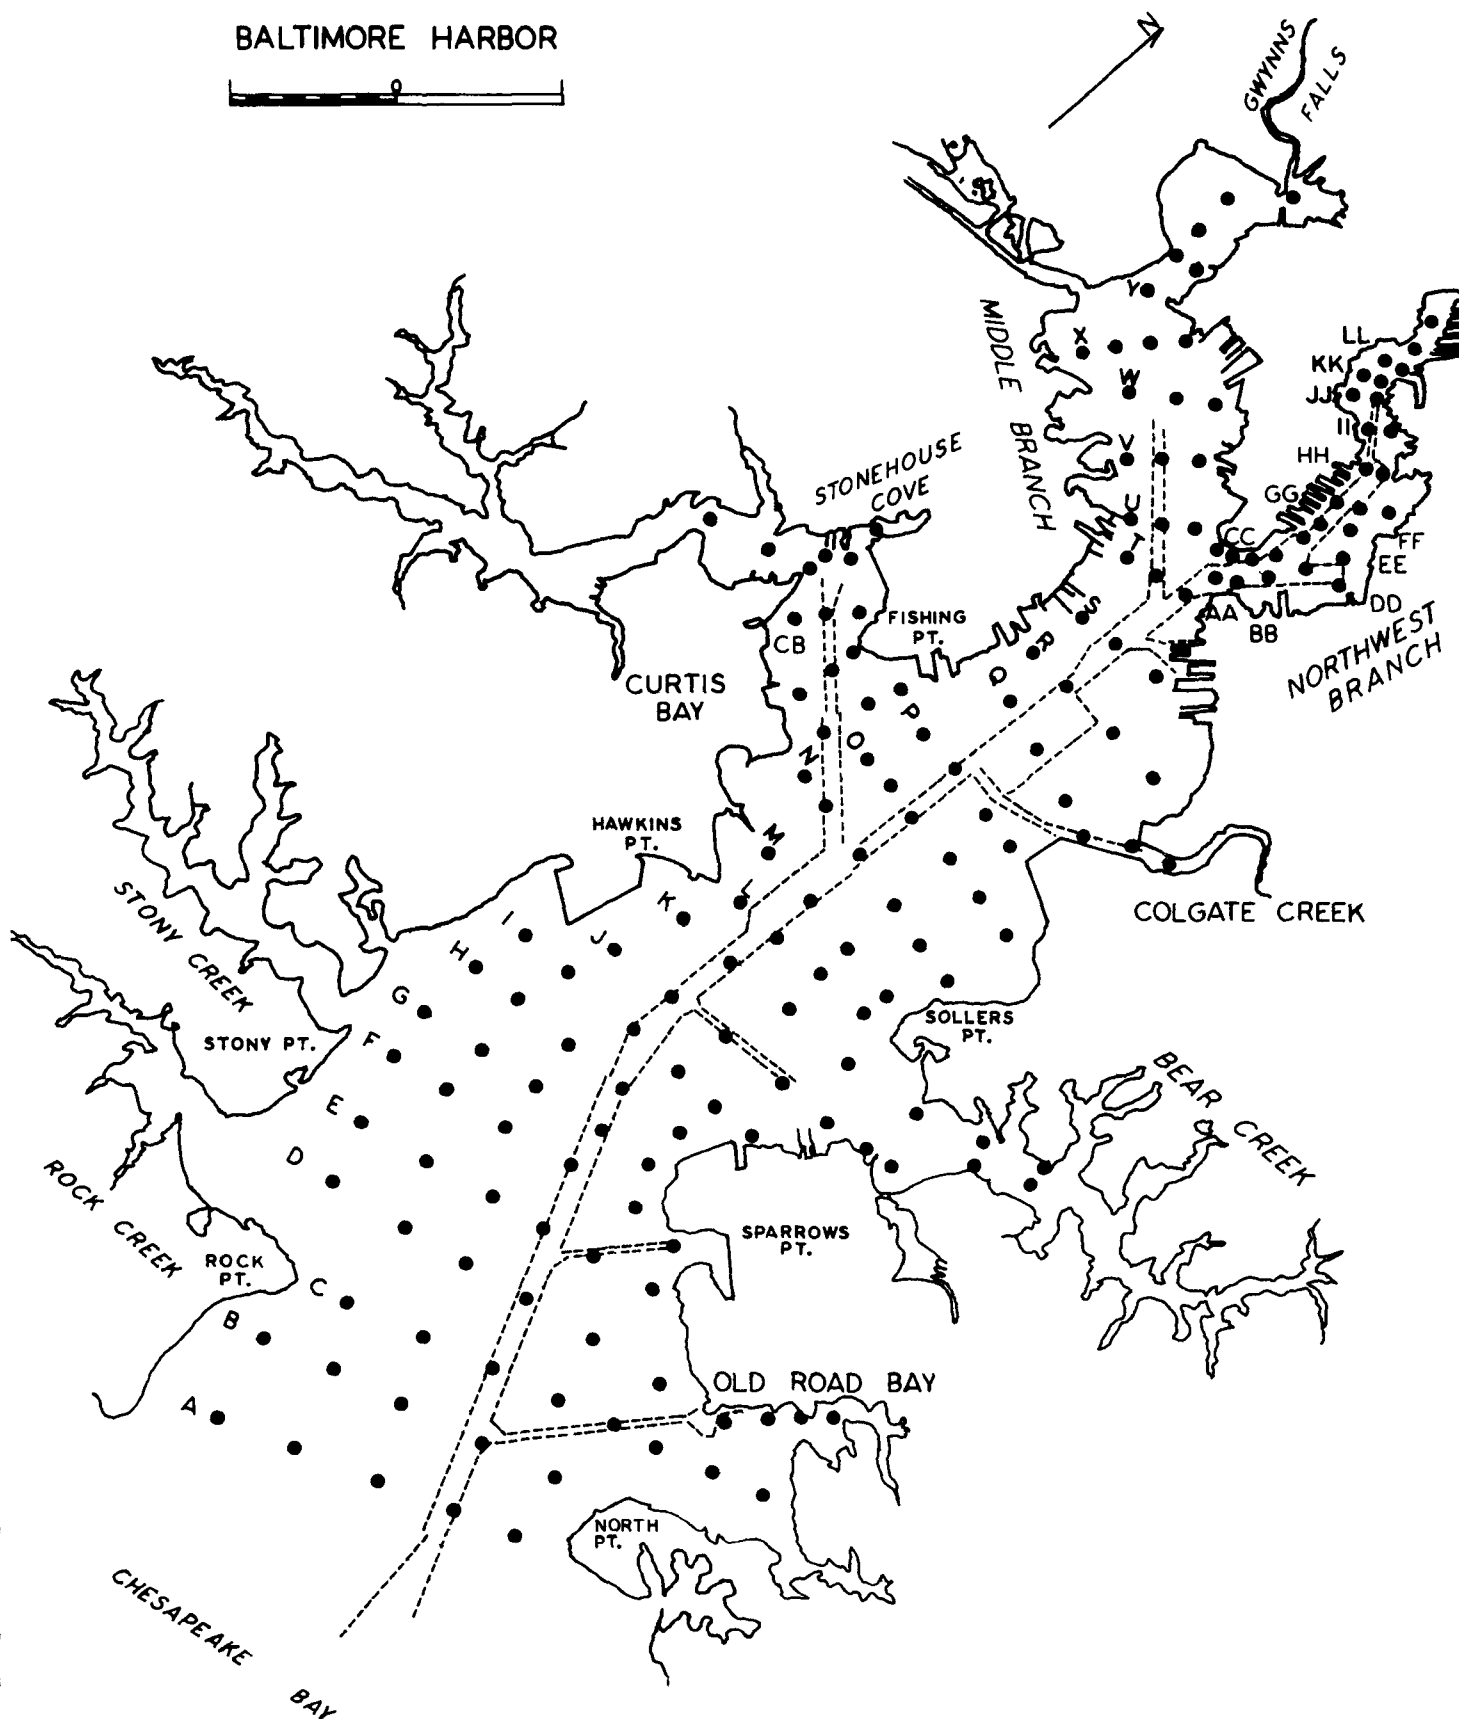 BALTIMORE HARBOR
0
N
GWYNNS
FALLS
MIDDLE BRANCH
Y
X
W
V
U
T
S
R
Q
P
O
N
M
L
K
J
I
H
G
F
E
D
C
B
A
LL
KK
JJ
II
HH
GG
FF
EE
DD
CC
BB
AA
NORTHWEST
BRANCH
STONEHOUSE
COVE
FISHING
PT.
CB
CURTIS
BAY
HAWKINS
PT.
COLGATE CREEK
STONY CREEK
STONY PT.
SOLLERS
PT.
BEAR CREEK
ROCK CREEK
ROCK
PT.
SPARROWS
PT.
OLD ROAD BAY
NORTH
PT.
CHESAPEAKE BAY